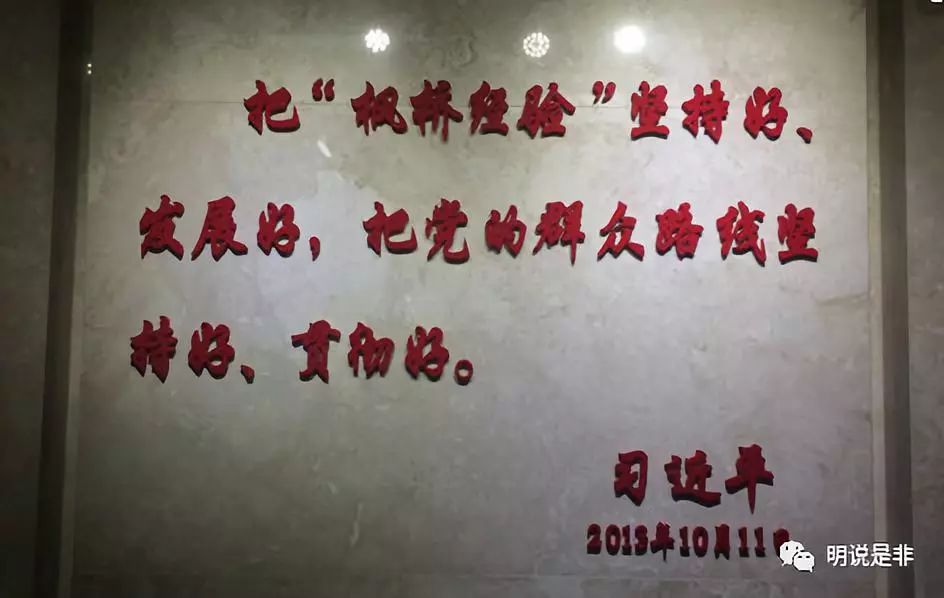 把“枫桥经验”坚持好、
发展好，把党的群众路线坚
持好、贯彻好。
习近平
2013年10月11
明说是非